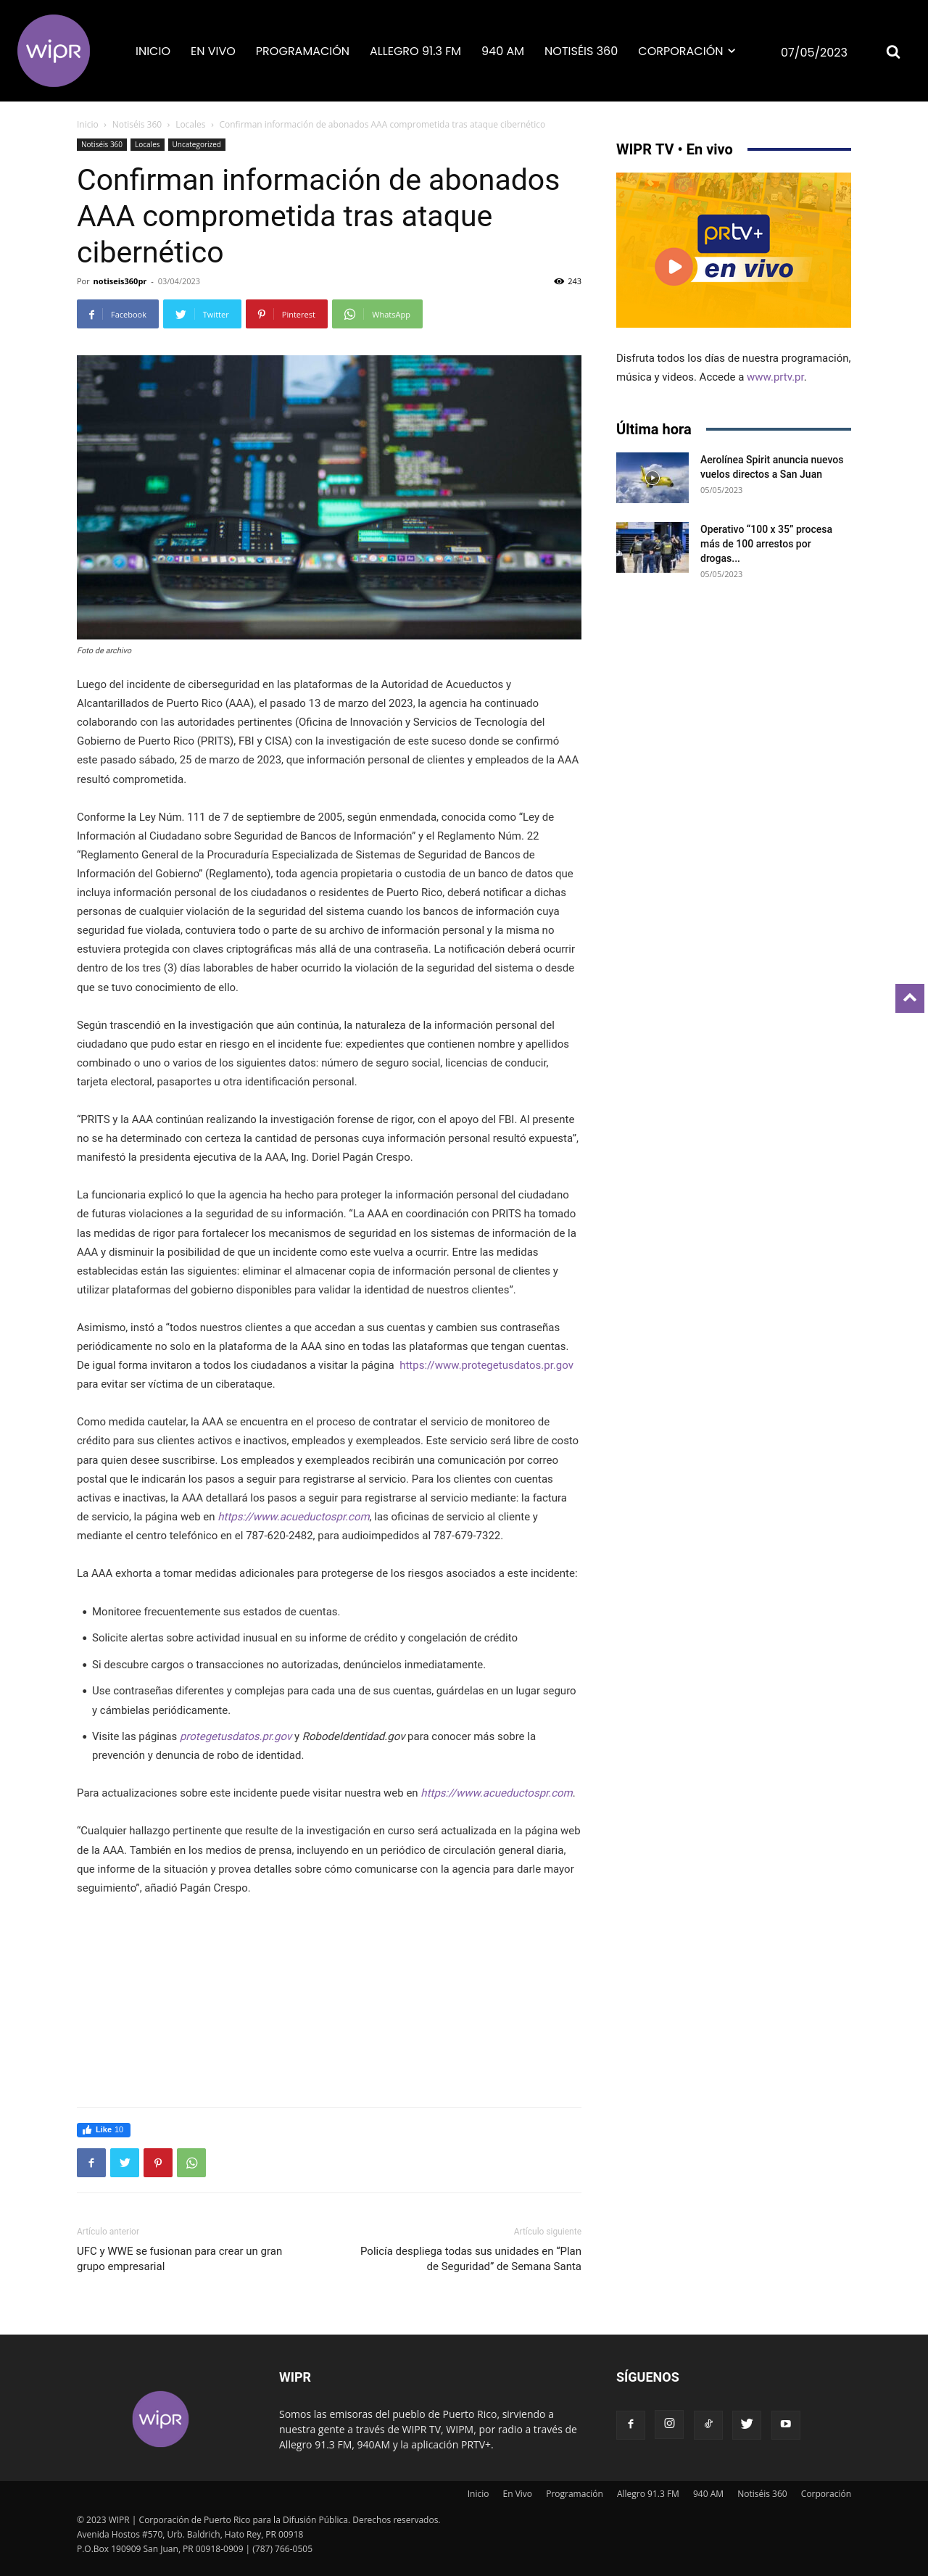 wipr
INICIO EN VIVO PROGRAMACIÓN ALLEGRO 91.3 FM 940 AM NOTISÉIS 360 CORPORACIÓN 07/05/2023
Inicio › Notiséis 360 › Locales › Confirman información de abonados AAA comprometida tras ataque cibernético
Notiséis 360 Locales Uncategorized
Confirman información de abonados
AAA comprometida tras ataque
cibernético
Por notiseis360pr - 03/04/2023 243
Facebook Twitter Pinterest WhatsApp
Foto de archivo
Luego del incidente de ciberseguridad en las plataformas de la Autoridad de Acueductos y
Alcantarillados de Puerto Rico (AAA), el pasado 13 de marzo del 2023, la agencia ha continuado
colaborando con las autoridades pertinentes (Oficina de Innovación y Servicios de Tecnología del
Gobierno de Puerto Rico (PRITS), FBI y CISA) con la investigación de este suceso donde se confirmó
este pasado sábado, 25 de marzo de 2023, que información personal de clientes y empleados de la AAA
resultó comprometida.
Conforme la Ley Núm. 111 de 7 de septiembre de 2005, según enmendada, conocida como “Ley de
Información al Ciudadano sobre Seguridad de Bancos de Información” y el Reglamento Núm. 22
“Reglamento General de la Procuraduría Especializada de Sistemas de Seguridad de Bancos de
Información del Gobierno” (Reglamento), toda agencia propietaria o custodia de un banco de datos que
incluya información personal de los ciudadanos o residentes de Puerto Rico, deberá notificar a dichas
personas de cualquier violación de la seguridad del sistema cuando los bancos de información cuya
seguridad fue violada, contuviera todo o parte de su archivo de información personal y la misma no
estuviera protegida con claves criptográficas más allá de una contraseña. La notificación deberá ocurrir
dentro de los tres (3) días laborables de haber ocurrido la violación de la seguridad del sistema o desde
que se tuvo conocimiento de ello.
Según trascendió en la investigación que aún continúa, la naturaleza de la información personal del
ciudadano que pudo estar en riesgo en el incidente fue: expedientes que contienen nombre y apellidos
combinado o uno o varios de los siguientes datos: número de seguro social, licencias de conducir,
tarjeta electoral, pasaportes u otra identificación personal.
“PRITS y la AAA continúan realizando la investigación forense de rigor, con el apoyo del FBI. Al presente
no se ha determinado con certeza la cantidad de personas cuya información personal resultó expuesta”,
manifestó la presidenta ejecutiva de la AAA, Ing. Doriel Pagán Crespo.
La funcionaria explicó lo que la agencia ha hecho para proteger la información personal del ciudadano
de futuras violaciones a la seguridad de su información. “La AAA en coordinación con PRITS ha tomado
las medidas de rigor para fortalecer los mecanismos de seguridad en los sistemas de información de la
AAA y disminuir la posibilidad de que un incidente como este vuelva a ocurrir. Entre las medidas
establecidas están las siguientes: eliminar el almacenar copia de información personal de clientes y
utilizar plataformas del gobierno disponibles para validar la identidad de nuestros clientes”.
Asimismo, instó a “todos nuestros clientes a que accedan a sus cuentas y cambien sus contraseñas
periódicamente no solo en la plataforma de la AAA sino en todas las plataformas que tengan cuentas.
De igual forma invitaron a todos los ciudadanos a visitar la página https://www.protegetusdatos.pr.gov
para evitar ser víctima de un ciberataque.
Como medida cautelar, la AAA se encuentra en el proceso de contratar el servicio de monitoreo de
crédito para sus clientes activos e inactivos, empleados y exempleados. Este servicio será libre de costo
para quien desee suscribirse. Los empleados y exempleados recibirán una comunicación por correo
postal que le indicarán los pasos a seguir para registrarse al servicio. Para los clientes con cuentas
activas e inactivas, la AAA detallará los pasos a seguir para registrarse al servicio mediante: la factura
de servicio, la página web en https://www.acueductospr.com, las oficinas de servicio al cliente y
mediante el centro telefónico en el 787-620-2482, para audioimpedidos al 787-679-7322.
La AAA exhorta a tomar medidas adicionales para protegerse de los riesgos asociados a este incidente:
• Monitoree frecuentemente sus estados de cuentas.
• Solicite alertas sobre actividad inusual en su informe de crédito y congelación de crédito
• Si descubre cargos o transacciones no autorizadas, denúncielos inmediatamente.
• Use contraseñas diferentes y complejas para cada una de sus cuentas, guárdelas en un lugar seguro
y cámbielas periódicamente.
• Visite las páginas protegetusdatos.pr.gov y RobodeIdentidad.gov para conocer más sobre la
prevención y denuncia de robo de identidad.
Para actualizaciones sobre este incidente puede visitar nuestra web en https://www.acueductospr.com.
“Cualquier hallazgo pertinente que resulte de la investigación en curso será actualizada en la página web
de la AAA. También en los medios de prensa, incluyendo en un periódico de circulación general diaria,
que informe de la situación y provea detalles sobre cómo comunicarse con la agencia para darle mayor
seguimiento”, añadió Pagán Crespo.
Like 10
Artículo anterior
UFC y WWE se fusionan para crear un gran
grupo empresarial
Artículo siguiente
Policía despliega todas sus unidades en “Plan
de Seguridad” de Semana Santa
WIPR TV • En vivo
prtv+
en vivo
Disfruta todos los días de nuestra programación,
música y videos. Accede a www.prtv.pr.
Última hora
Aerolínea Spirit anuncia nuevos
vuelos directos a San Juan
05/05/2023
Operativo “100 x 35” procesa
más de 100 arrestos por
drogas...
05/05/2023
wipr
WIPR
Somos las emisoras del pueblo de Puerto Rico, sirviendo a
nuestra gente a través de WIPR TV, WIPM, por radio a través de
Allegro 91.3 FM, 940AM y la aplicación PRTV+.
SÍGUENOS
Inicio En Vivo Programación Allegro 91.3 FM 940 AM Notiséis 360 Corporación
© 2023 WIPR | Corporación de Puerto Rico para la Difusión Pública. Derechos reservados.
Avenida Hostos #570, Urb. Baldrich, Hato Rey, PR 00918
P.O.Box 190909 San Juan, PR 00918-0909 | (787) 766-0505